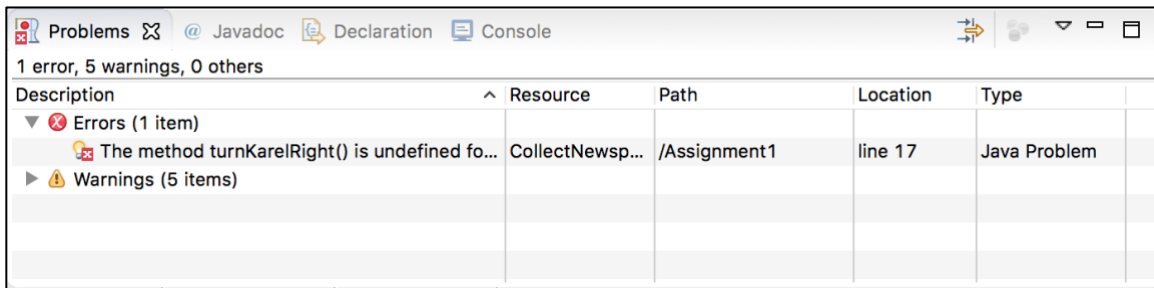 Problems @ Javadoc Declaration Console
1 error, 5 warnings, 0 others
Description Resource Path Location Type
Errors (1 item)
The method turnKarelRight() is undefined fo... CollectNewsp... /Assignment1 line 17 Java Problem
Warnings (5 items)